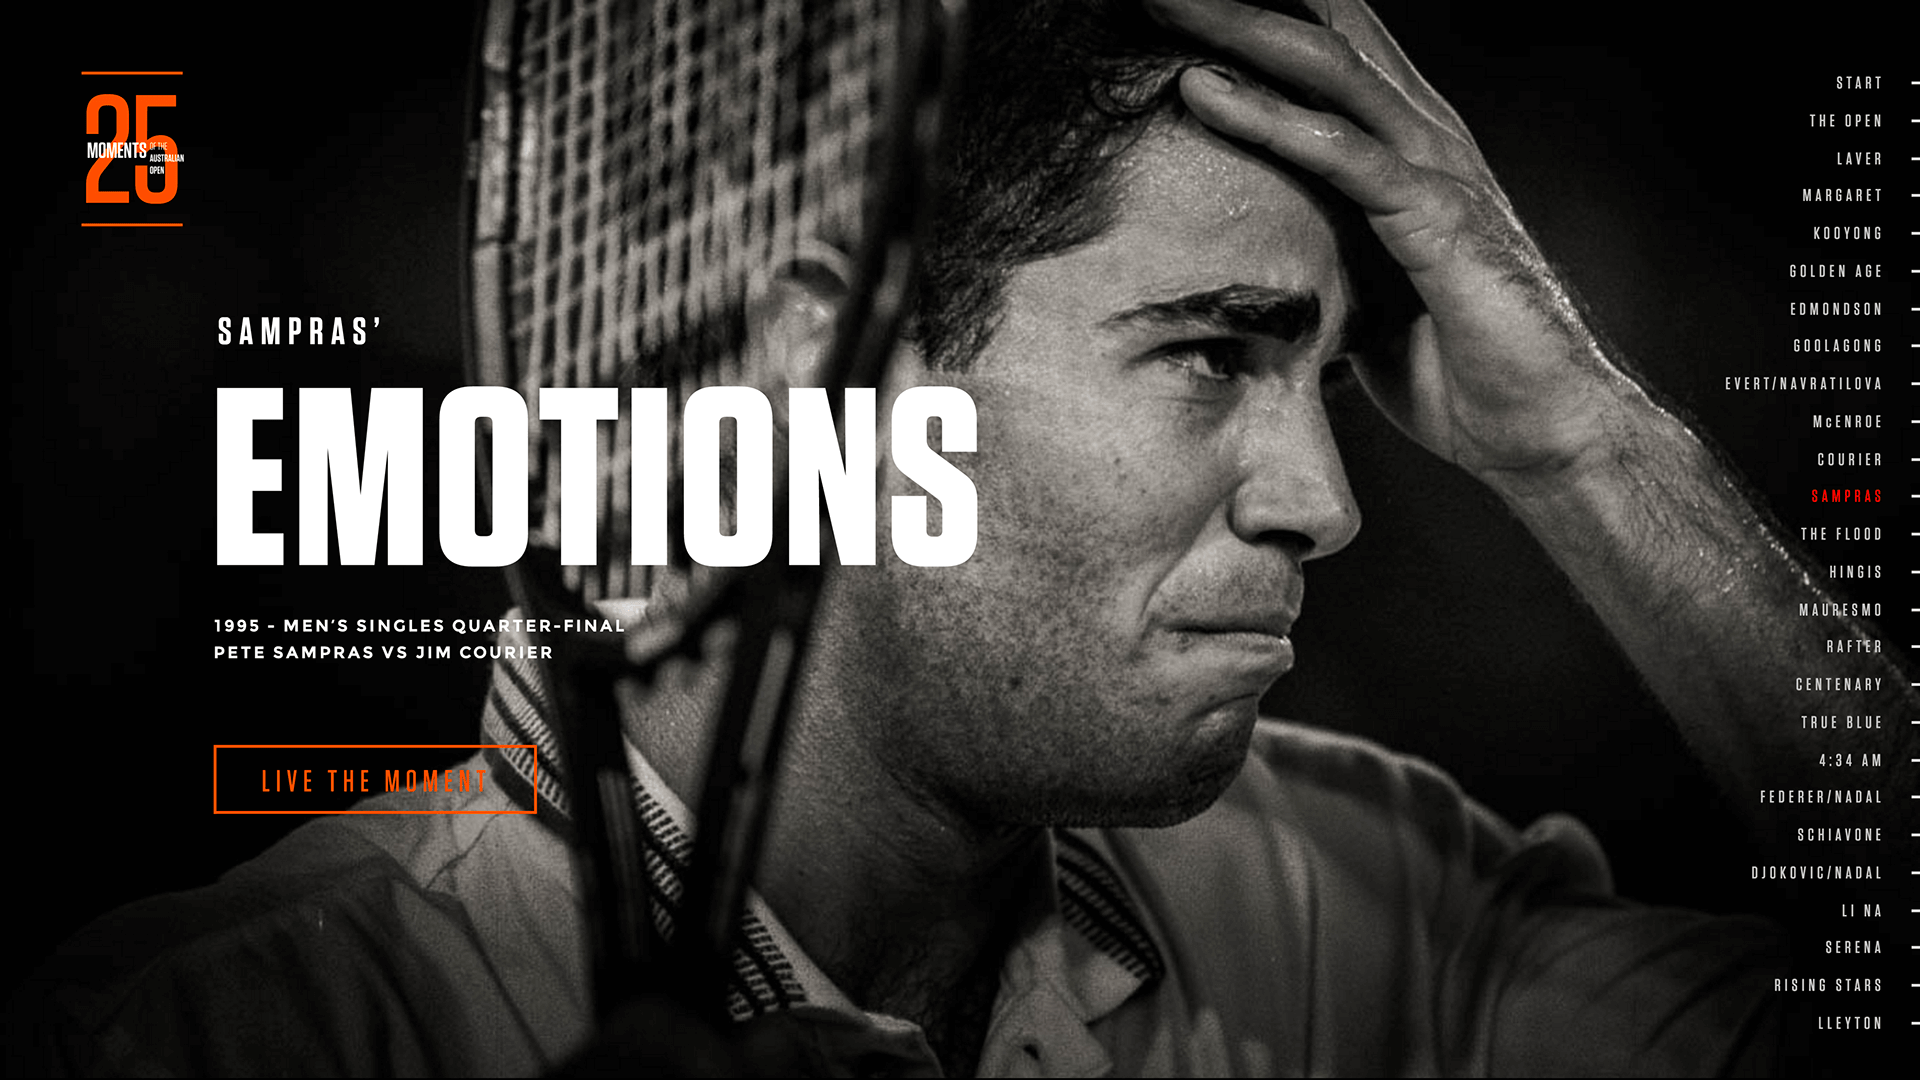 25
MOMENTS
OF THE
AUSTRALIAN
OPEN
SAMPRAS'
EMOTIONS
1995 - MEN'S SINGLES QUARTER-FINAL
PETE SAMPRAS VS JIM COURIER
LIVE THE MOMENT
START
THE OPEN
LAVER
MARGARET
KOOYONG
GOLDEN AGE
EDMONDSON
GOOLAGONG
EVERT/NAVRATILOVA
McENROE
COURIER
SAMPRAS
THE FLOOD
HINGIS
MAURESMO
RAFTER
CENTENARY
TRUE BLUE
4:34 AM
FEDERER/NADAL
SCHIAVONE
DJOKOVIC/NADAL
LI NA
SERENA
RISING STARS
LLEYTON